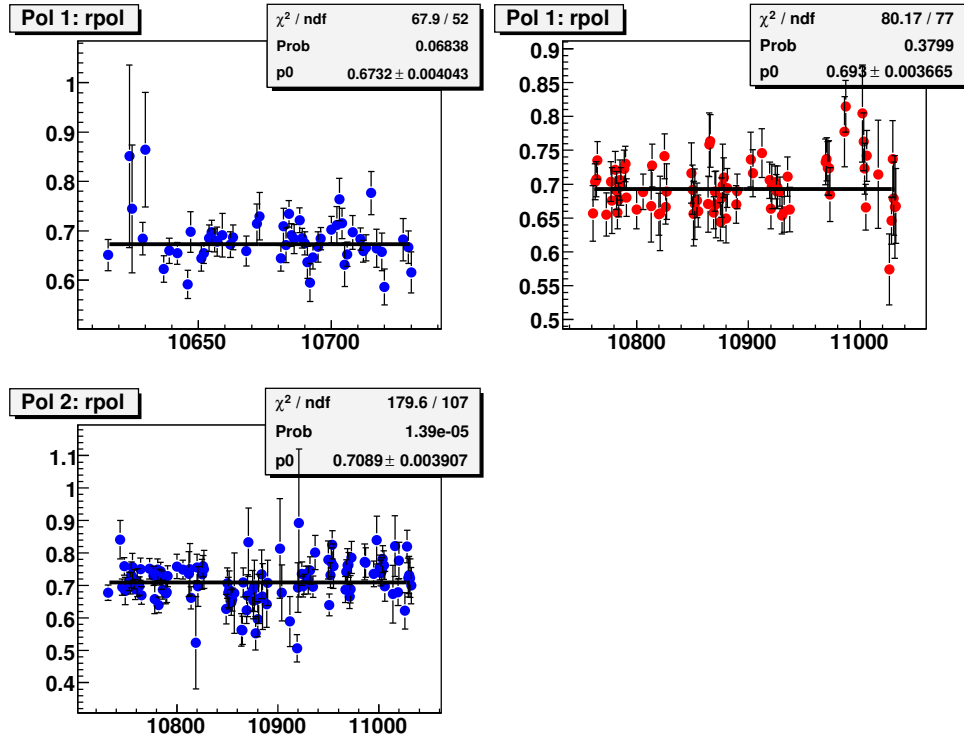 Pol 1: rpol
χ² / ndf 67.9 / 52
Prob 0.06838
p0 0.6732 ± 0.004043
1
0.9
0.8
0.7
0.6
10650 10700
Pol 1: rpol
χ² / ndf 80.17 / 77
Prob 0.3799
p0 0.693 ± 0.003665
0.9
0.85
0.8
0.75
0.7
0.65
0.6
0.55
0.5
10800 10900 11000
Pol 2: rpol
χ² / ndf 179.6 / 107
Prob 1.39e-05
p0 0.7089 ± 0.003907
1.1
1
0.9
0.8
0.7
0.6
0.5
0.4
10800 10900 11000